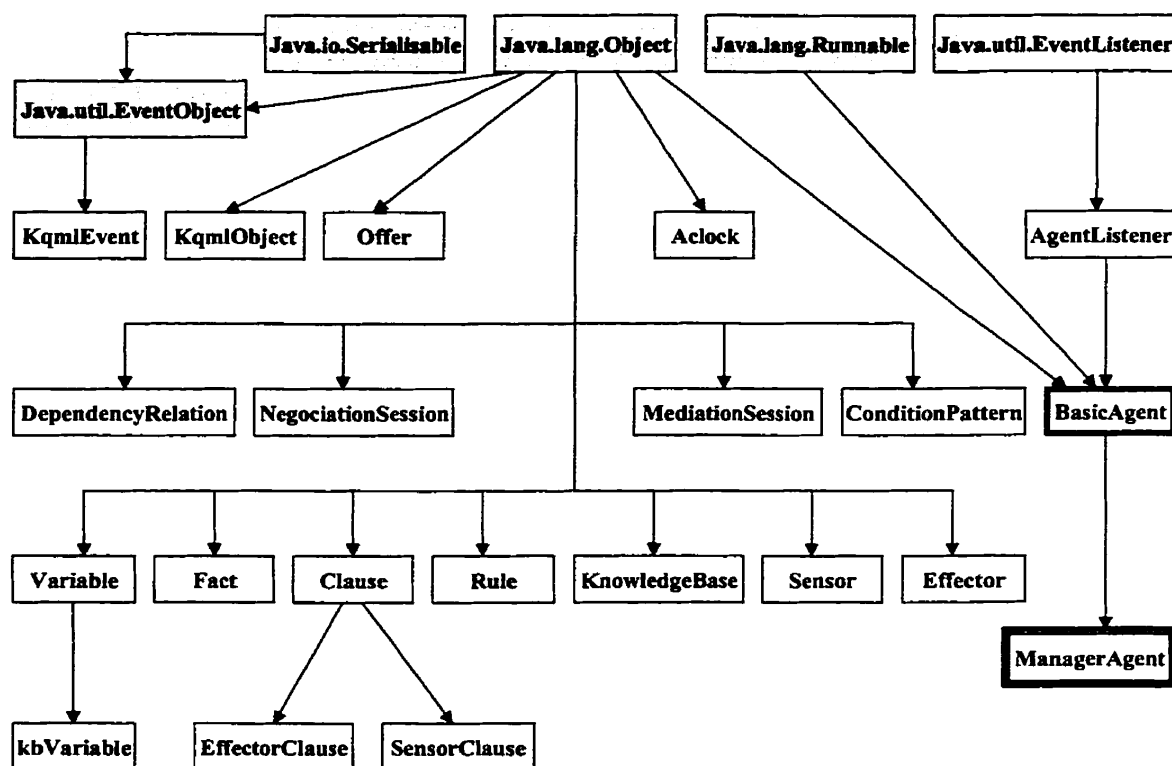 Java.io.Serialisable
Java.lang.Object
Java.lang.Runnable
Java.util.EventListener
Java.util.EventObject
KqmlEvent
KqmlObject
Offer
Aclock
AgentListener
DependencyRelation
NegociationSession
MediationSession
ConditionPattern
BasicAgent
Variable
Fact
Clause
Rule
KnowledgeBase
Sensor
Effector
ManagerAgent
kbVariable
EffectorClause
SensorClause